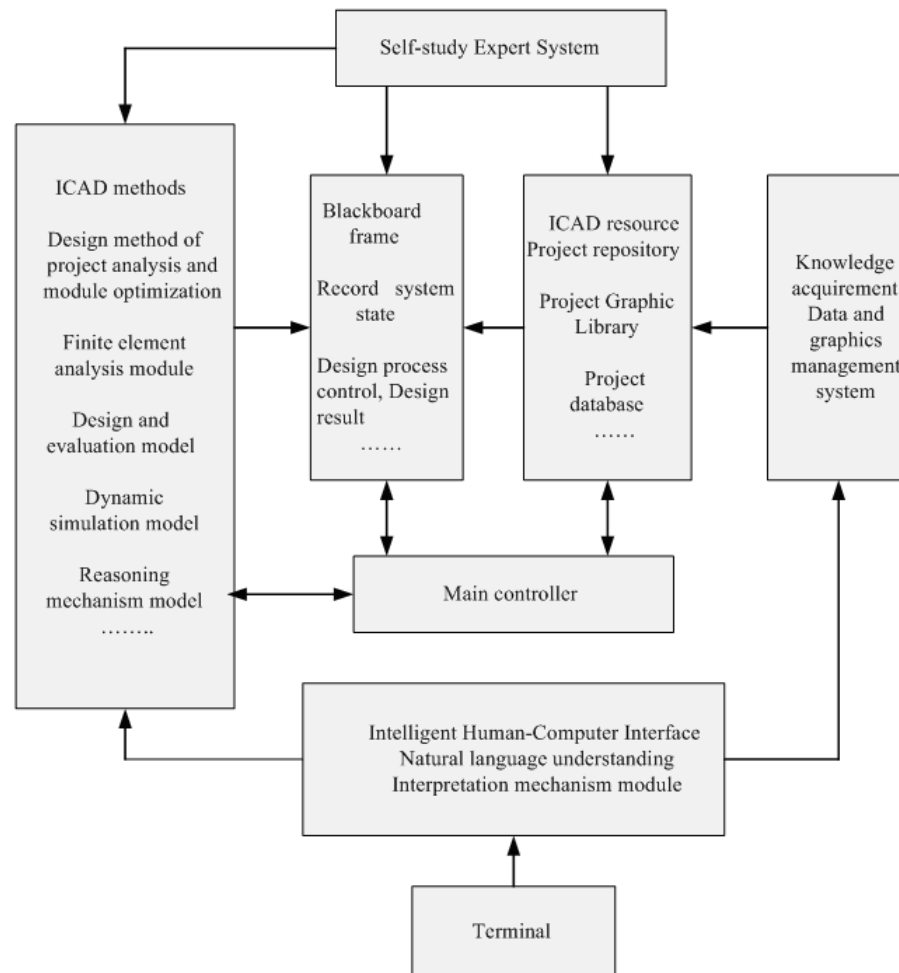 Self-study Expert System
ICAD methods
Design method of
project analysis and
module optimization
Finite element
analysis module
Design and
evaluation model
Dynamic
simulation model
Reasoning
mechanism model
……..
Blackboard
frame
Record system
state
Design process
control, Design
result
……
ICAD resource
Project repository
Project Graphic
Library
Project
database
……
Knowledge
acquirement
Data and
graphics
management
system
Main controller
Intelligent Human-Computer Interface
Natural language understanding
Interpretation mechanism module
Terminal